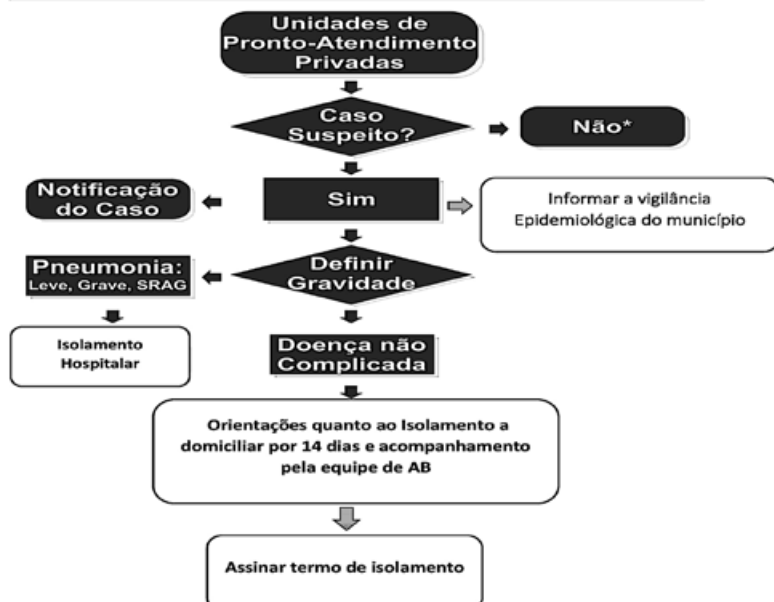 Unidades de
Pronto-Atendimento
Privadas
Caso
Suspeito?
Não*
Notificação
do Caso
Sim
Informar a vigilância
Epidemiológica do município
Pneumonia:
Leve, Grave, SRAG
Definir
Gravidade
Isolamento
Hospitalar
Doença não
Complicada
Orientações quanto ao Isolamento a
domiciliar por 14 dias e acompanhamento
pela equipe de AB
Assinar termo de isolamento